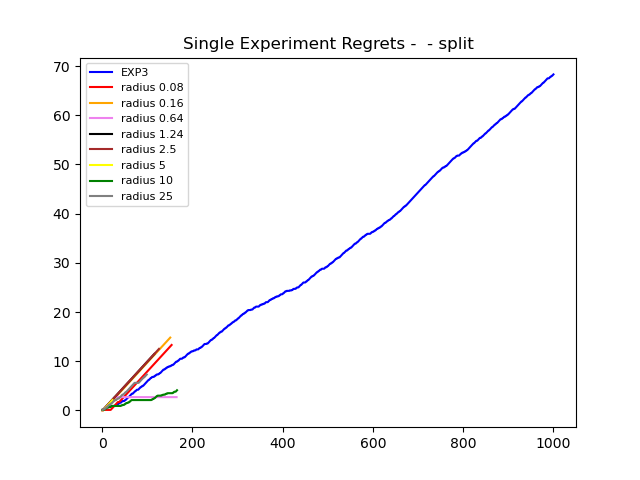 Single Experiment Regrets -  - split
EXP3
radius 0.08
radius 0.16
radius 0.64
radius 1.24
radius 2.5
radius 5
radius 10
radius 25
70
60
50
40
30
20
10
0
0 200 400 600 800 1000